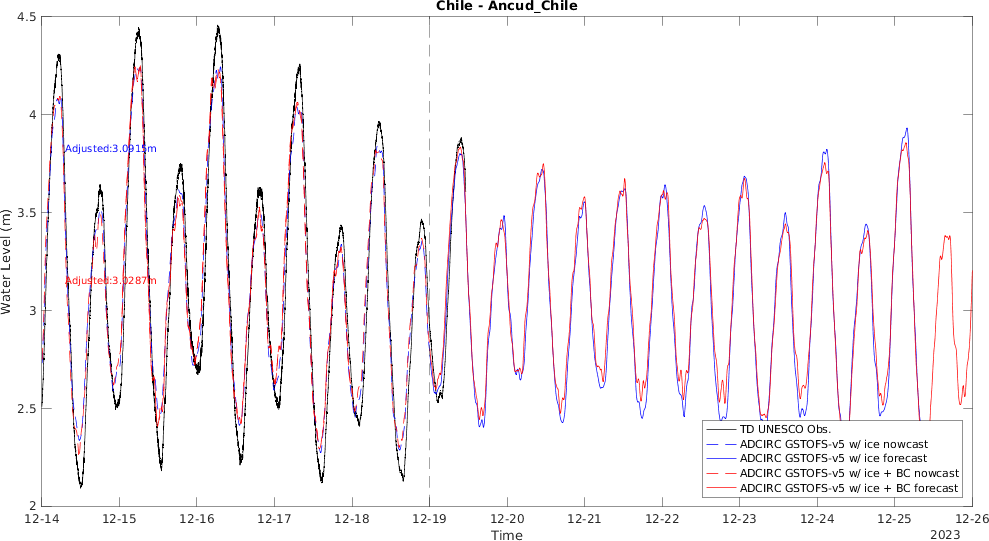 Chile - Ancud_Chile
4.5
4
3.5
3
2.5
2
Water Level (m)
Adjusted:3.0915m
Adjusted:3.0287m
TD UNESCO Obs.
ADCIRC GSTOFS-v5 w/ ice nowcast
ADCIRC GSTOFS-v5 w/ ice forecast
ADCIRC GSTOFS-v5 w/ ice + BC nowcast
ADCIRC GSTOFS-v5 w/ ice + BC forecast
12-14 12-15 12-16 12-17 12-18 12-19 12-20 12-21 12-22 12-23 12-24 12-25 12-26
Time
2023